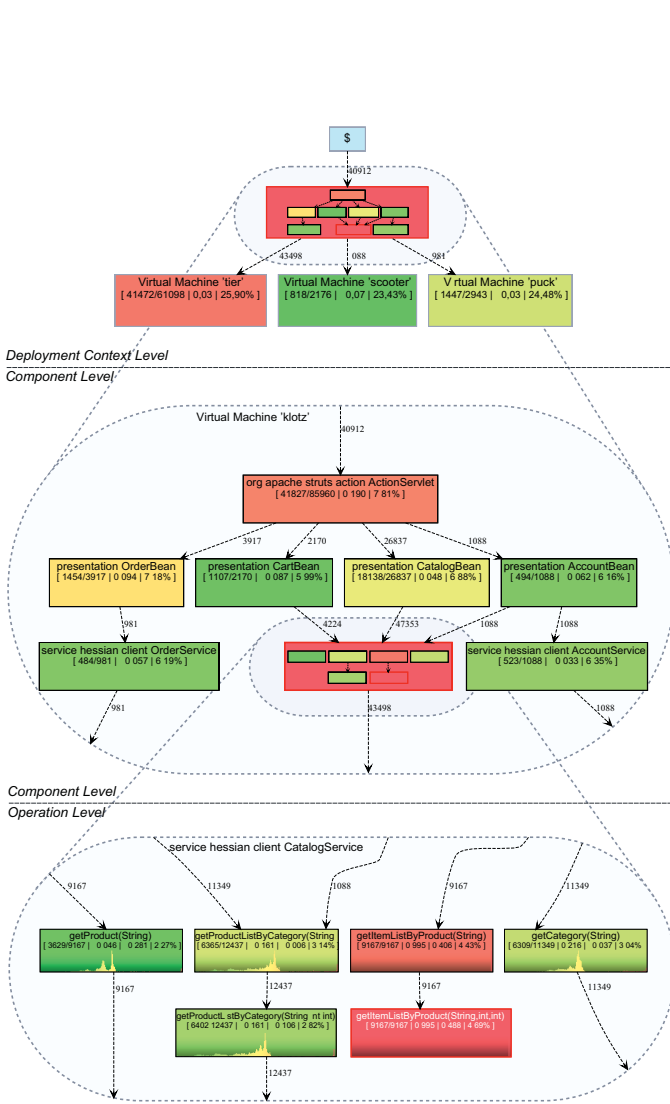 $
40912
43498
088
981
Virtual Machine 'tier'
[ 41472/61098 | 0,03 | 25,90% ]
Virtual Machine 'scooter'
[ 818/2176 | 0,07 | 23,43% ]
V rtual Machine 'puck'
[ 1447/2943 | 0,03 | 24,48% ]
Deployment Context Level
Component Level
Virtual Machine 'klotz'
40912
org apache struts action ActionServlet
[ 41827/85960 | 0 190 | 7 81% ]
3917
2170
26837
1088
presentation OrderBean
[ 1454/3917 | 0 094 | 7 18% ]
presentation CartBean
[ 1107/2170 | 0 087 | 5 99% ]
presentation CatalogBean
[ 18138/26837 | 0 048 | 6 88% ]
presentation AccountBean
[ 494/1088 | 0 062 | 6 16% ]
981
4224
47353
1088
1088
service hessian client OrderService
[ 484/981 | 0 057 | 6 19% ]
service hessian client AccountService
[ 523/1088 | 0 033 | 6 35% ]
981
43498
1088
Component Level
Operation Level
service hessian client CatalogService
9167
11349
1088
9167
11349
getProduct(String)
[ 3629/9167 | 0 046 | 0 281 | 2 27% ]
getProductListByCategory(String
[ 6365/12437 | 0 161 | 0 006 | 3 14% ]
getItemListByProduct(String)
[ 9167/9167 | 0 995 | 0 406 | 4 43% ]
getCategory(String)
[ 6309/11349 | 0 216 | 0 037 | 3 04%
9167
12437
9167
11349
getProductL stByCategory(String nt int)
[ 6402 12437 | 0 161 | 0 106 | 2 82% ]
getItemListByProduct(String,int,int)
[ 9167/9167 | 0 995 | 0 488 | 4 69% ]
12437